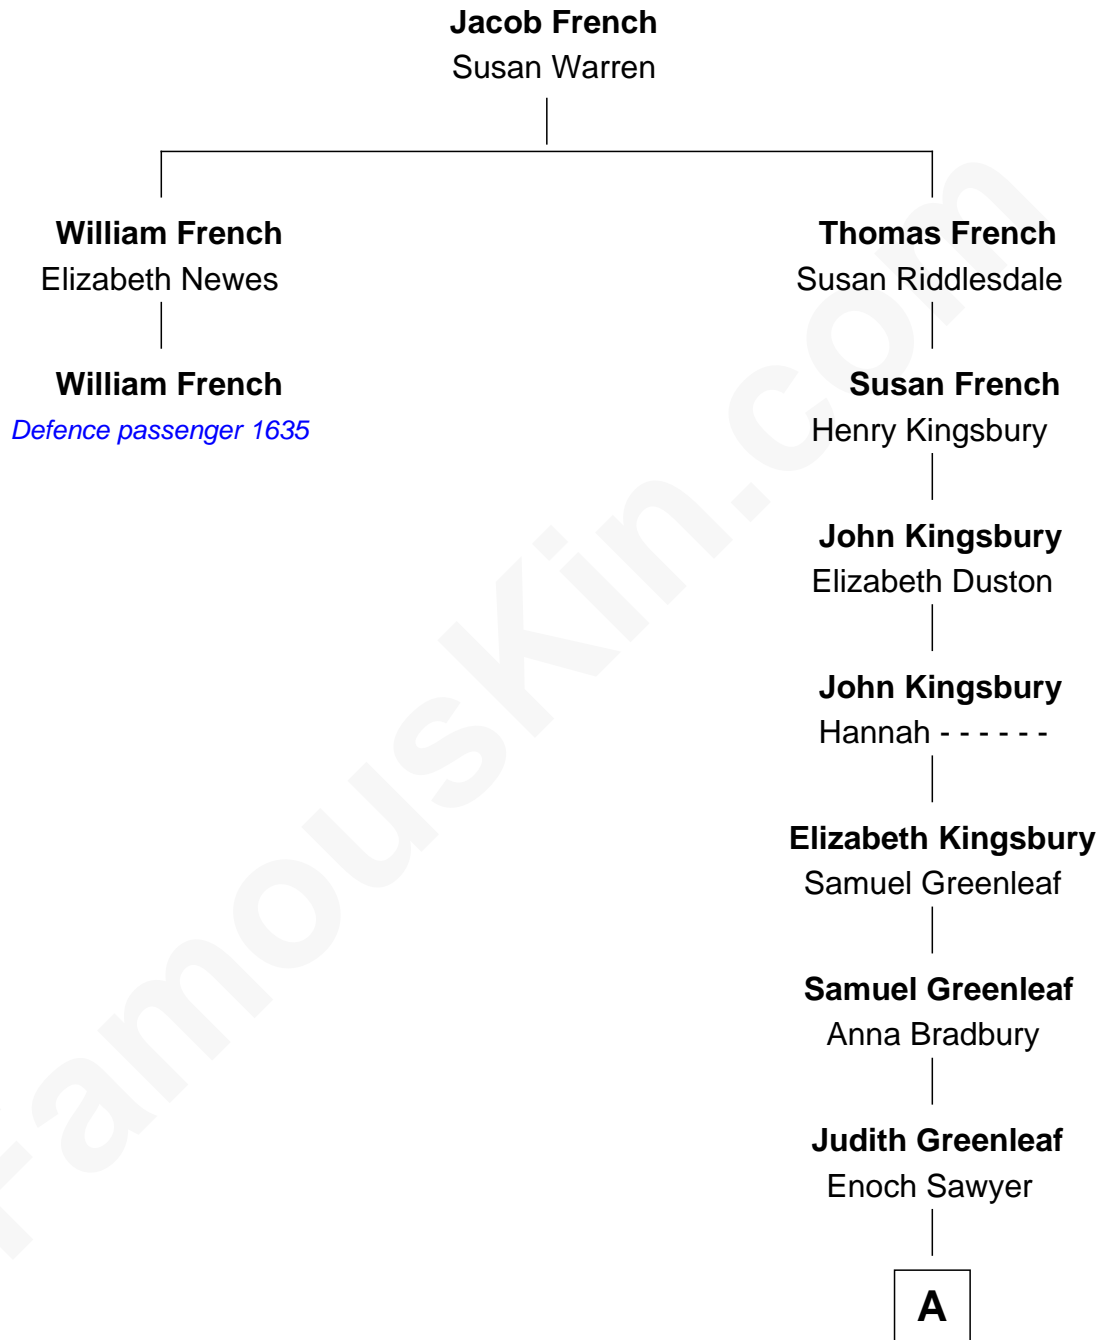 Jacob French
Susan Warren
William French
Elizabeth Newes
William French
Defence passenger 1635
Thomas French
Susan Riddlesdale
Susan French
Henry Kingsbury
John Kingsbury
Elizabeth Duston
John Kingsbury
Hannah - - - - - -
Elizabeth Kingsbury
Samuel Greenleaf
Samuel Greenleaf
Anna Bradbury
Judith Greenleaf
Enoch Sawyer
A
FamousKin.com